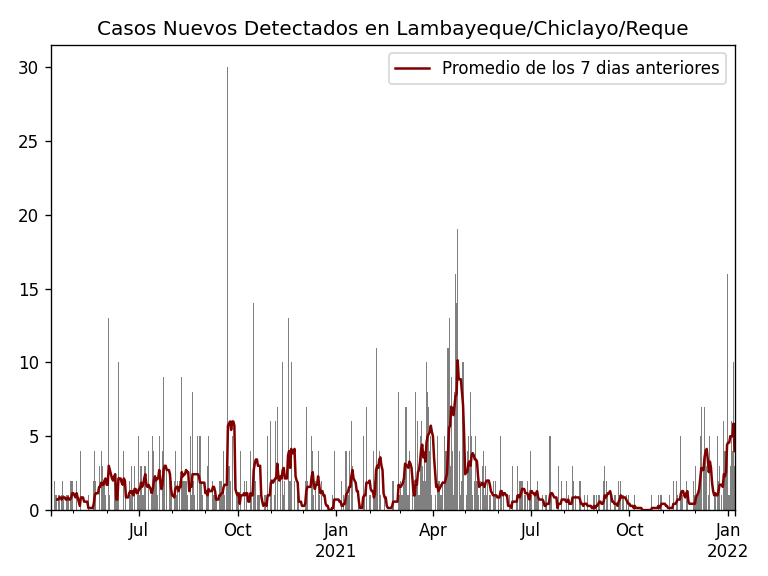 Casos Nuevos Detectados en Lambayeque/Chiclayo/Reque
Promedio de los 7 dias anteriores
30
25
20
15
10
5
0
Jul Oct Jan Apr Jul Oct Jan
2021 2022